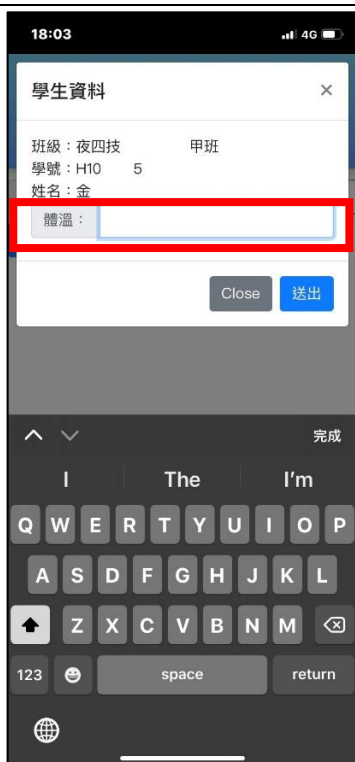 18:03 4G
學生資料 ×
班級：夜四技 甲班
學號：H10 5
姓名：金
體溫：
Close 送出
完成
I The I'm
Q W E R T Y U I O P
A S D F G H J K L
Z X C V B N M
123 space return